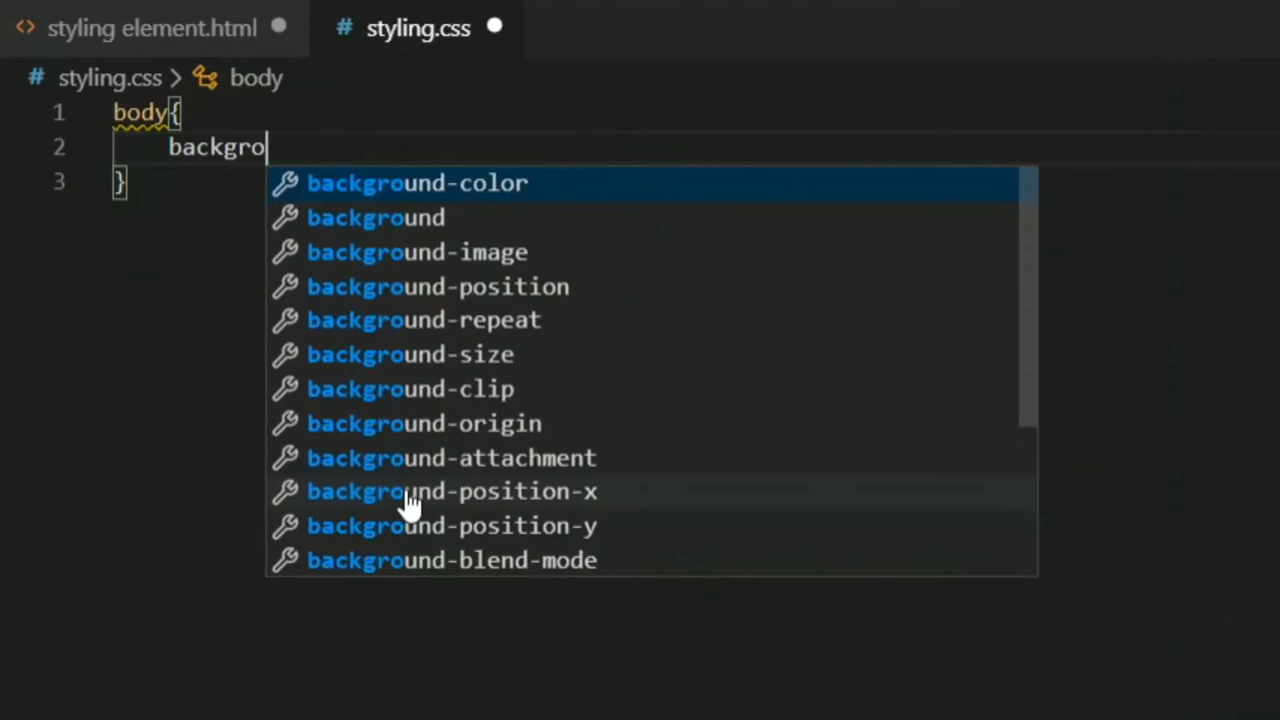 styling element.html
styling.css
styling.css > body
1 body{
2 backgro
3 }
background-color
background
background-image
background-position
background-repeat
background-size
background-clip
background-origin
background-attachment
background-position-x
background-position-y
background-blend-mode